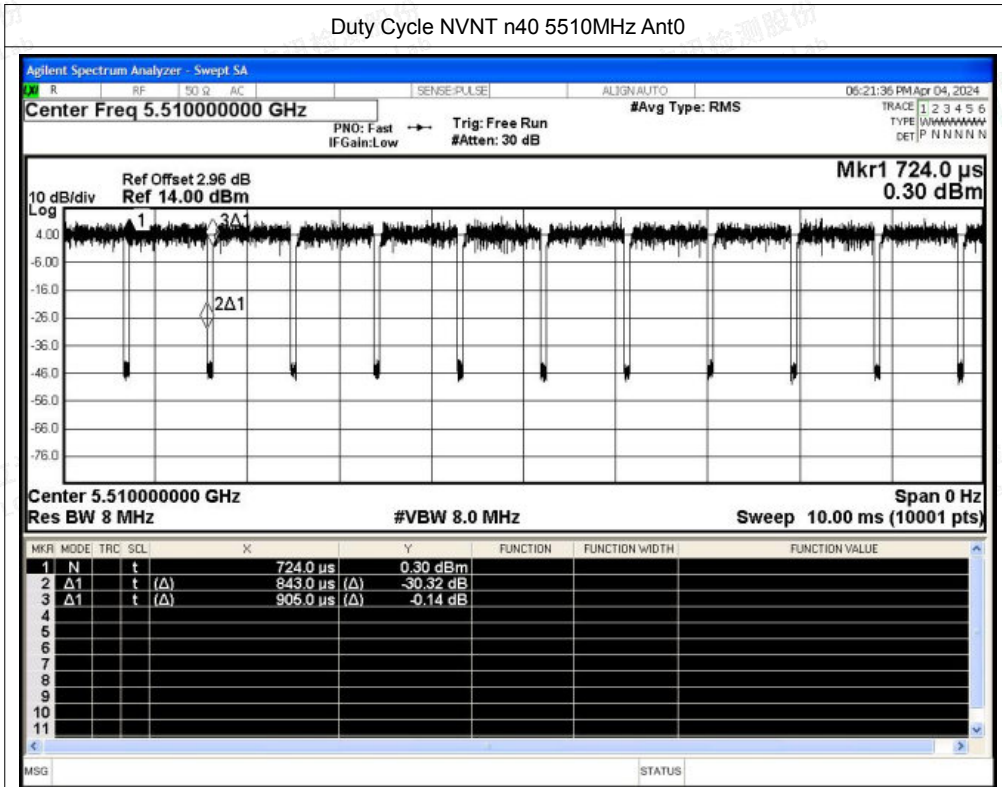 Duty Cycle NVNT n40 5510MHz Ant0
Agilent Spectrum Analyzer - Swept SA
R RF 50 Ω AC SENSE:PULSE ALIGN AUTO 06:21:36 PM Apr 04, 2024
Center Freq 5.510000000 GHz #Avg Type: RMS TRACE 1 2 3 4 5 6
PNO: Fast Trig: Free Run TYPE WWWWWWW
IFGain:Low #Atten: 30 dB DET P N N N N N
Mkr1 724.0 µs
Ref Offset 2.96 dB
10 dB/div Ref 14.00 dBm 0.30 dBm
Log
1 3Δ1
4.00
-6.00
-16.0
2Δ1
-26.0
-36.0
-46.0
-56.0
-66.0
-76.0
Center 5.510000000 GHz Span 0 Hz
Res BW 8 MHz #VBW 8.0 MHz Sweep 10.00 ms (10001 pts)
MKR MODE TRC SCL X Y FUNCTION FUNCTION WIDTH FUNCTION VALUE
1 N t 724.0 µs 0.30 dBm
2 Δ1 t (Δ) 843.0 µs (Δ) -30.32 dB
3 Δ1 t (Δ) 905.0 µs (Δ) -0.14 dB
4
5
6
7
8
9
10
11
MSG STATUS